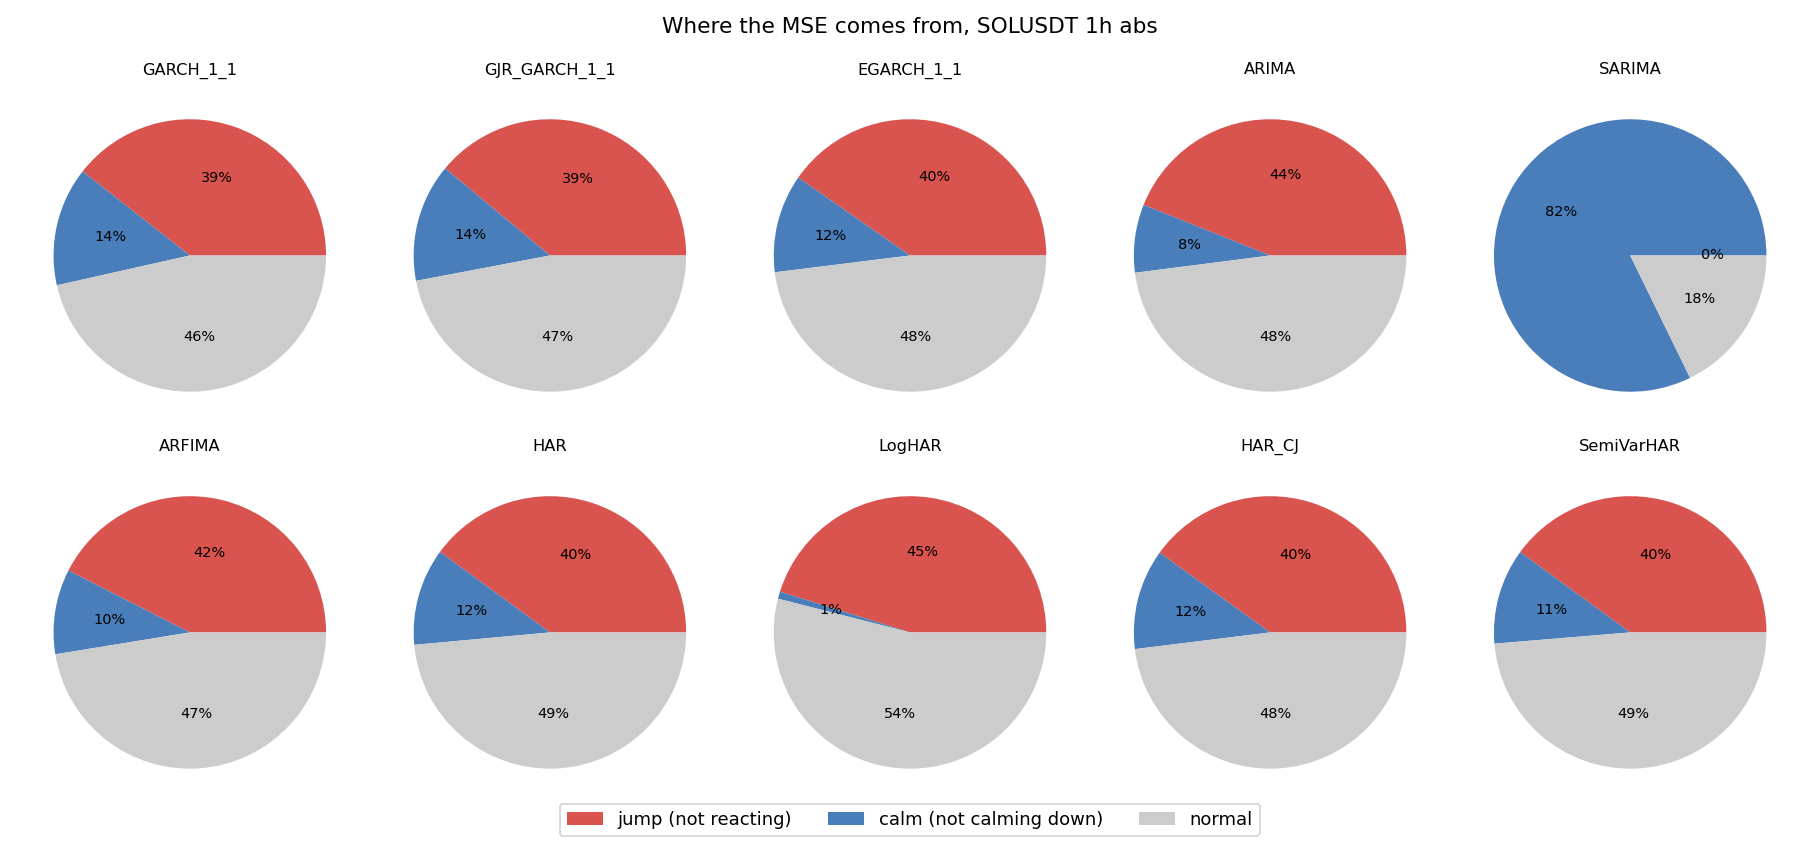 Where the MSE comes from, SOLUSDT 1h abs
GARCH_1_1
39%
14%
46%
GJR_GARCH_1_1
39%
14%
47%
EGARCH_1_1
40%
12%
48%
ARIMA
44%
8%
48%
SARIMA
82%
0%
18%
ARFIMA
42%
10%
47%
HAR
40%
12%
49%
LogHAR
45%
1%
54%
HAR_CJ
40%
12%
48%
SemiVarHAR
40%
11%
49%
jump (not reacting)
calm (not calming down)
normal